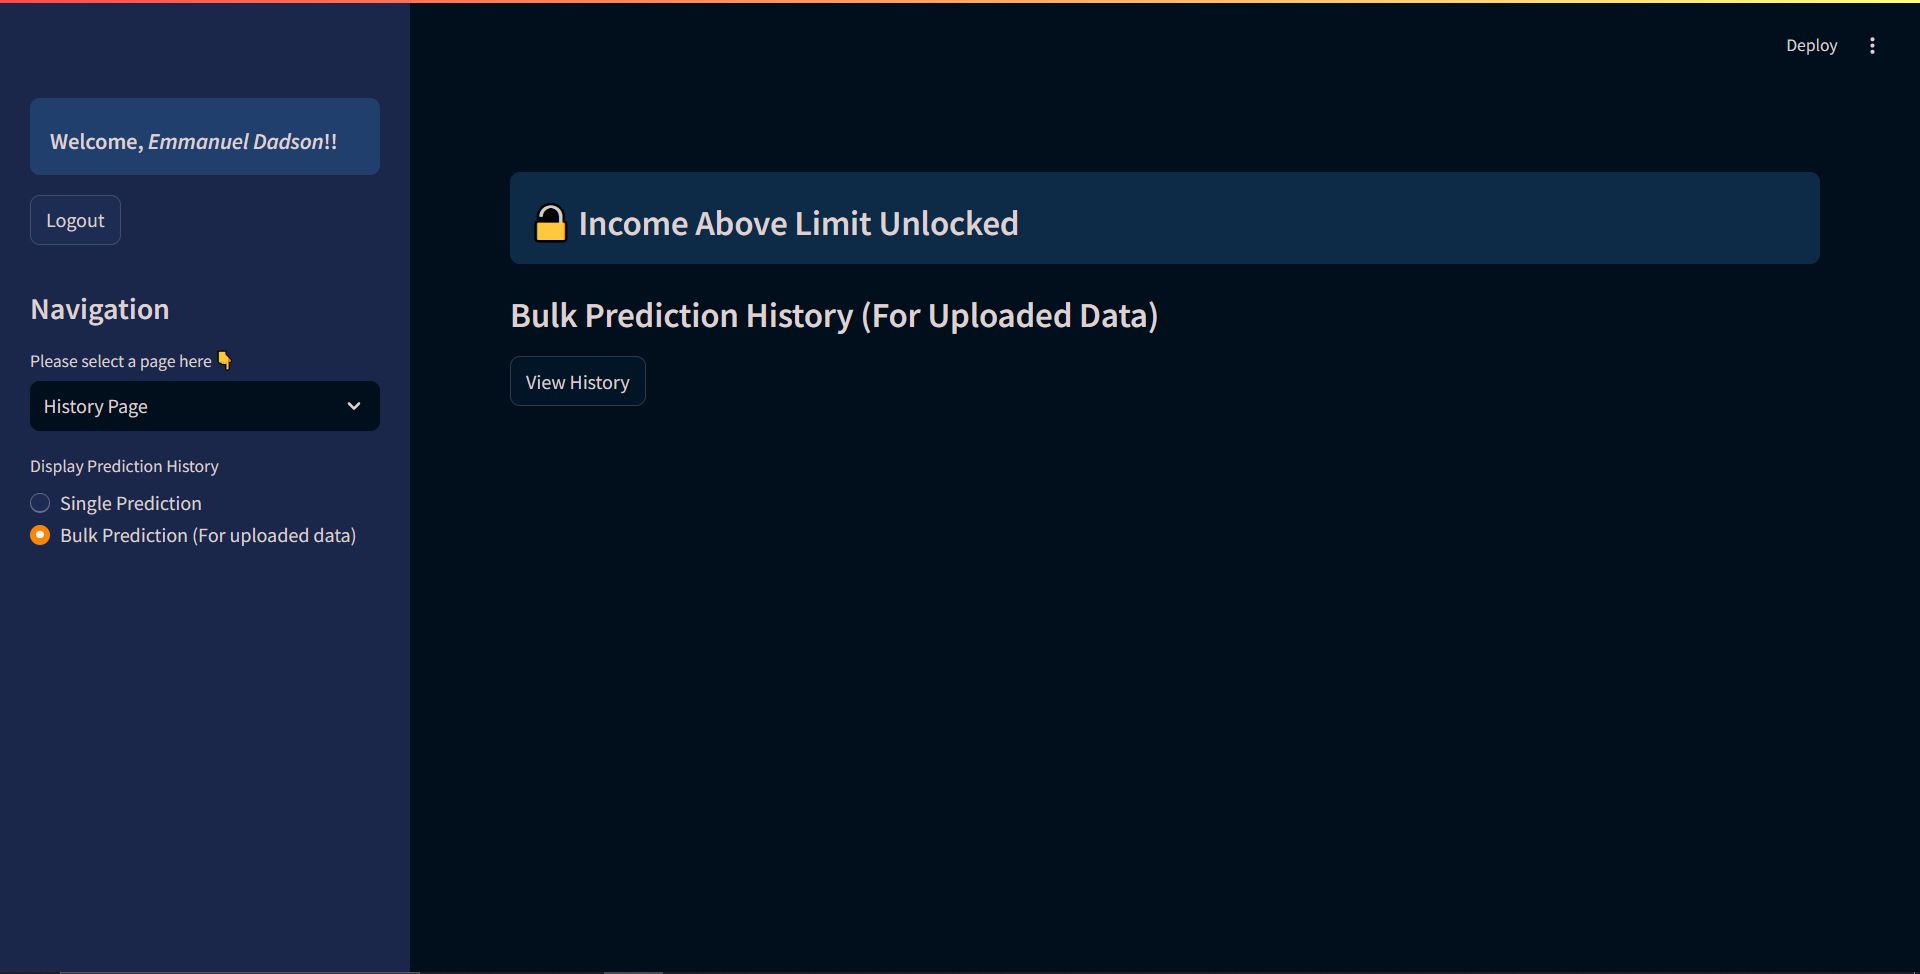 Deploy
Welcome, Emmanuel Dadson!!
Logout
Navigation
Please select a page here 👇
History Page
Display Prediction History
Single Prediction
Bulk Prediction (For uploaded data)
🔓 Income Above Limit Unlocked
Bulk Prediction History (For Uploaded Data)
View History